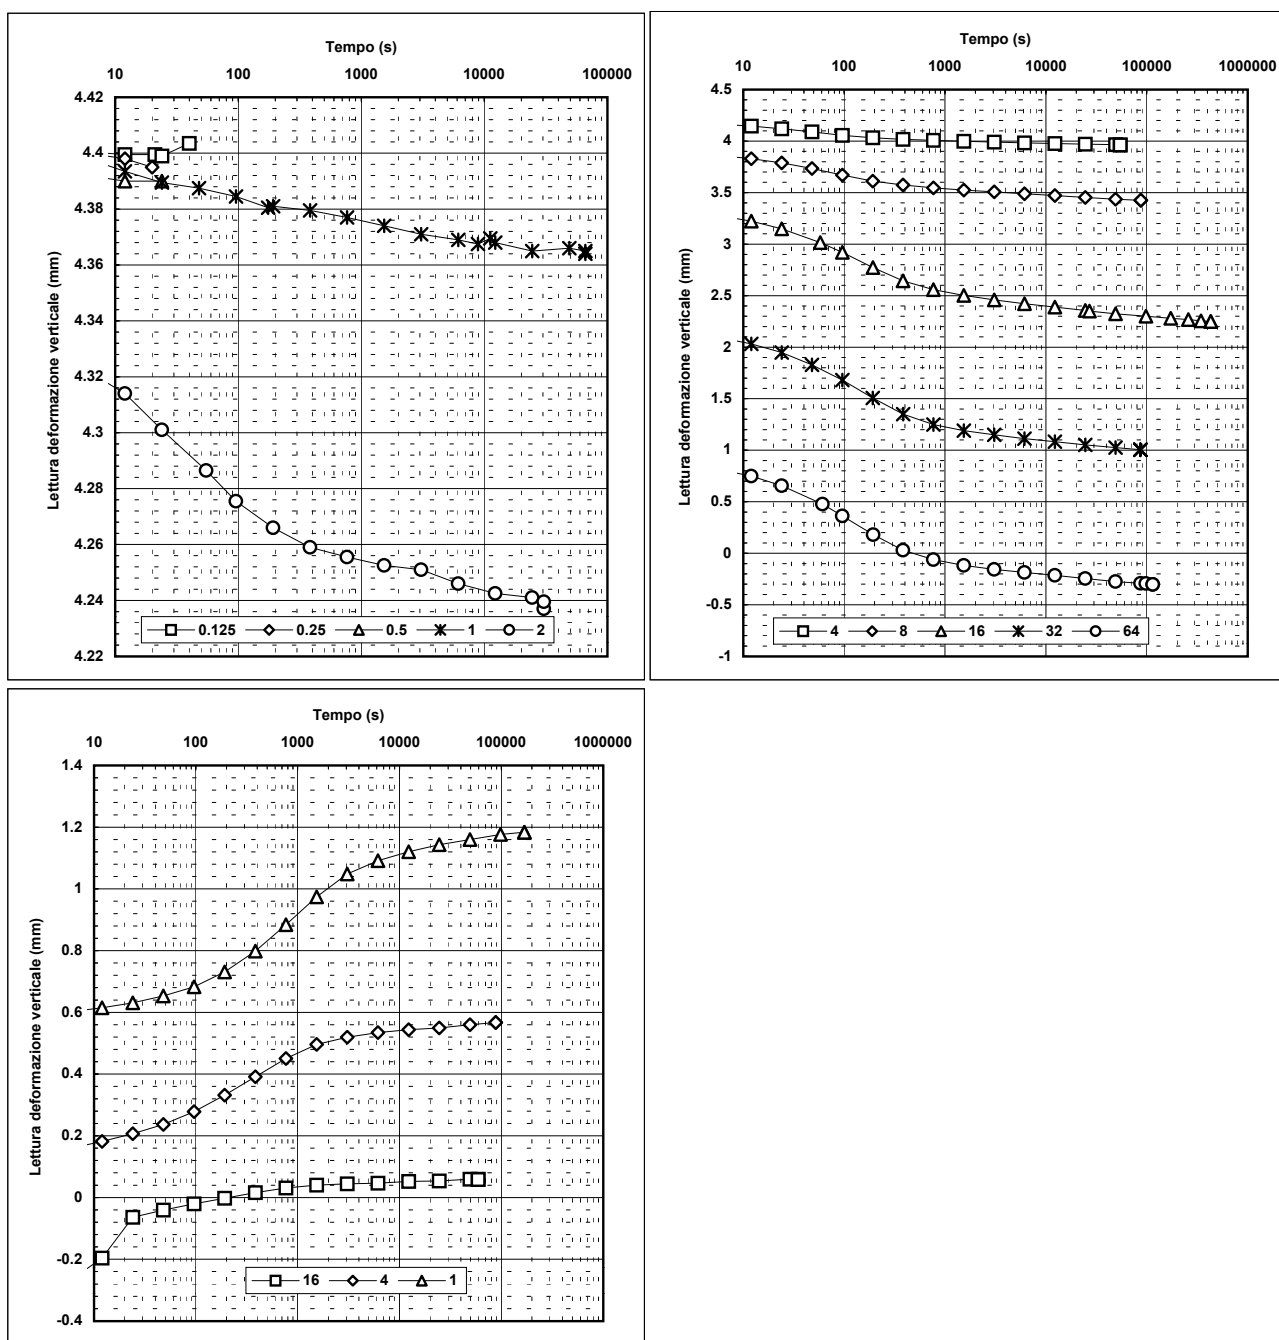 Tempo (s)
10 100 1000 10000 100000
4.42
4.4
4.38
4.36
4.34
4.32
4.3
4.28
4.26
4.24
4.22
Lettura deformazione verticale (mm)
0.125 0.25 0.5 1 2
Tempo (s)
10 100 1000 10000 100000 1000000
4.5
4
3.5
3
2.5
2
1.5
1
0.5
0
-0.5
-1
Lettura deformazione verticale (mm)
4 8 16 32 64
Tempo (s)
10 100 1000 10000 100000 1000000
1.4
1.2
1
0.8
0.6
0.4
0.2
0
-0.2
-0.4
Lettura deformazione verticale (mm)
16 4 1